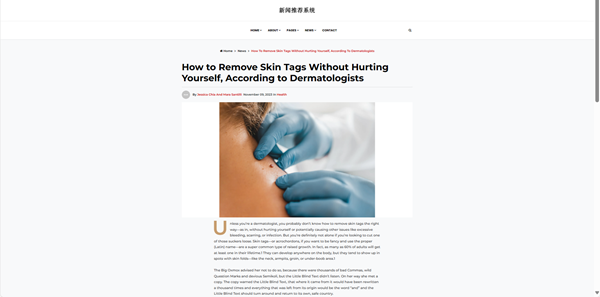 新闻推荐系统
HOME ABOUT PAGES NEWS CONTACT
Home News How To Remove Skin Tags Without Hurting Yourself, According To Dermatologists
How to Remove Skin Tags Without Hurting
Yourself, According to Dermatologists
By Jessica Chia And Maia Santilli November 09, 2023 In Health
Unless you're a dermatologist, you probably don't know how to remove skin tags the right
way—as in, without hurting yourself or potentially causing other issues like excessive
bleeding, scarring, or infection. But you're definitely not alone if you're looking to cut one
of those suckers loose. Skin tags—or acrochordons, if you want to be fancy and use the proper
(Latin) name—are a super common type of raised growth. In fact, as many as 60% of adults will get
at least one in their lifetime. They can develop anywhere on the body, but they tend to show up in
spots with skin folds—like the neck, armpits, groin, or under-boob area.
The Big Oxmox advised her not to do so, because there were thousands of bad Commas, wild
Question Marks and devious Semikoli, but the Little Blind Text didn't listen. On her way she met a
copy. The copy warned the Little Blind Text, that where it came from it would have been rewritten
a thousand times and everything that was left from its origin would be the word "and" and the
Little Blind Text should turn around and return to its own, safe country.